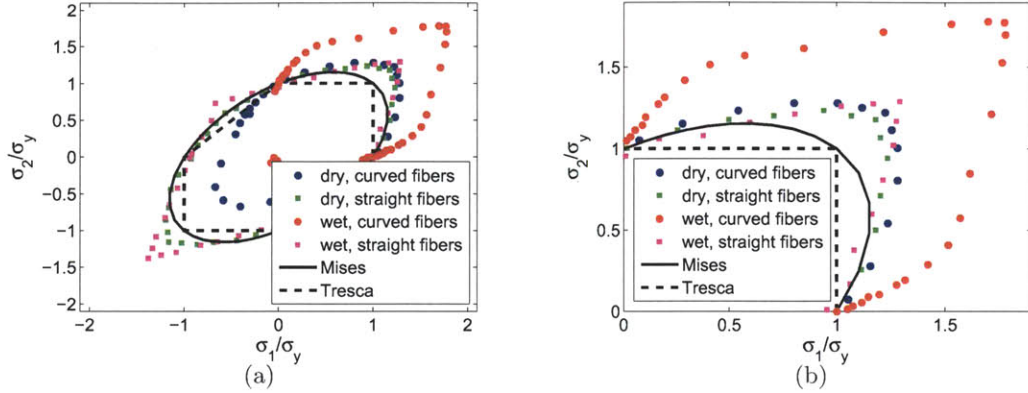 2
1.5
1
0.5
0
-0.5
-1
-1.5
-2
σ2/σy
−2
−1
0
1
2
σ1/σy
dry, curved fibers
dry, straight fibers
wet, curved fibers
wet, straight fibers
Mises
Tresca
(a)
1.5
1
0.5
0
σ2/σy
0
0.5
1
1.5
σ1/σy
dry, curved fibers
dry, straight fibers
wet, curved fibers
wet, straight fibers
Mises
Tresca
(b)